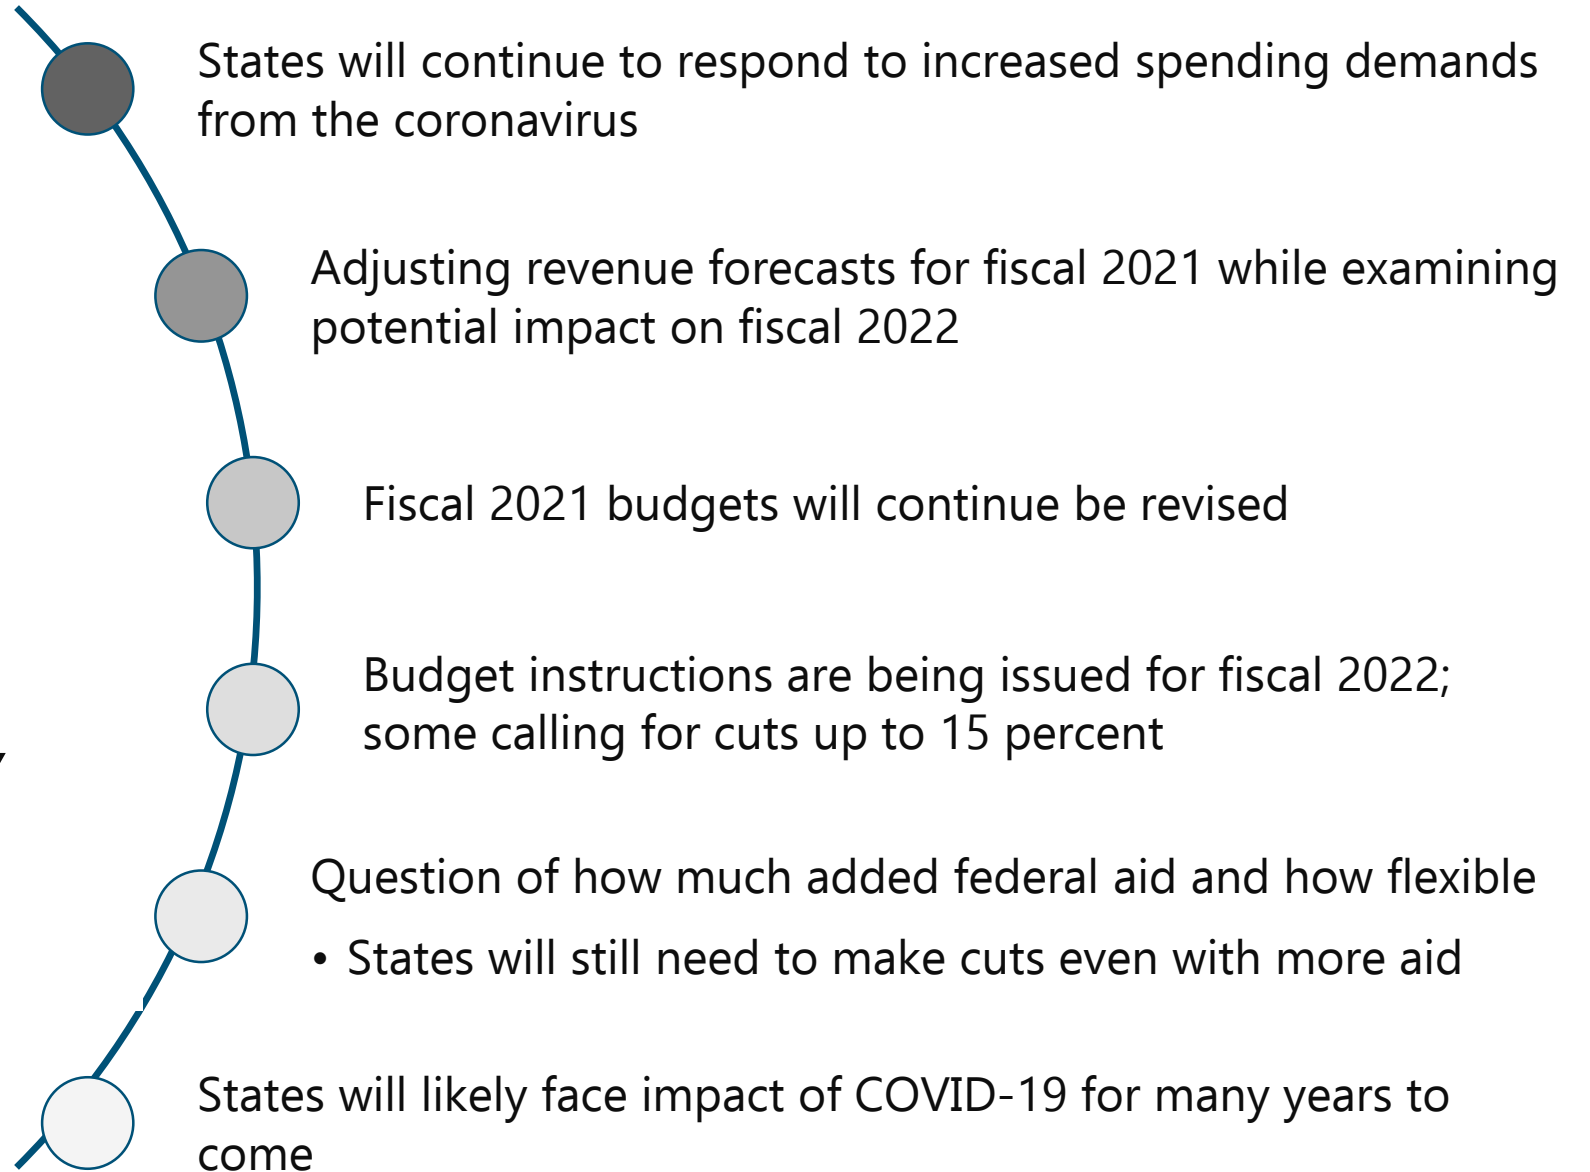 States will continue to respond to increased spending demands
from the coronavirus
Adjusting revenue forecasts for fiscal 2021 while examining
potential impact on fiscal 2022
Fiscal 2021 budgets will continue be revised
Budget instructions are being issued for fiscal 2022;
some calling for cuts up to 15 percent
Question of how much added federal aid and how flexible
• States will still need to make cuts even with more aid
States will likely face impact of COVID-19 for many years to
come